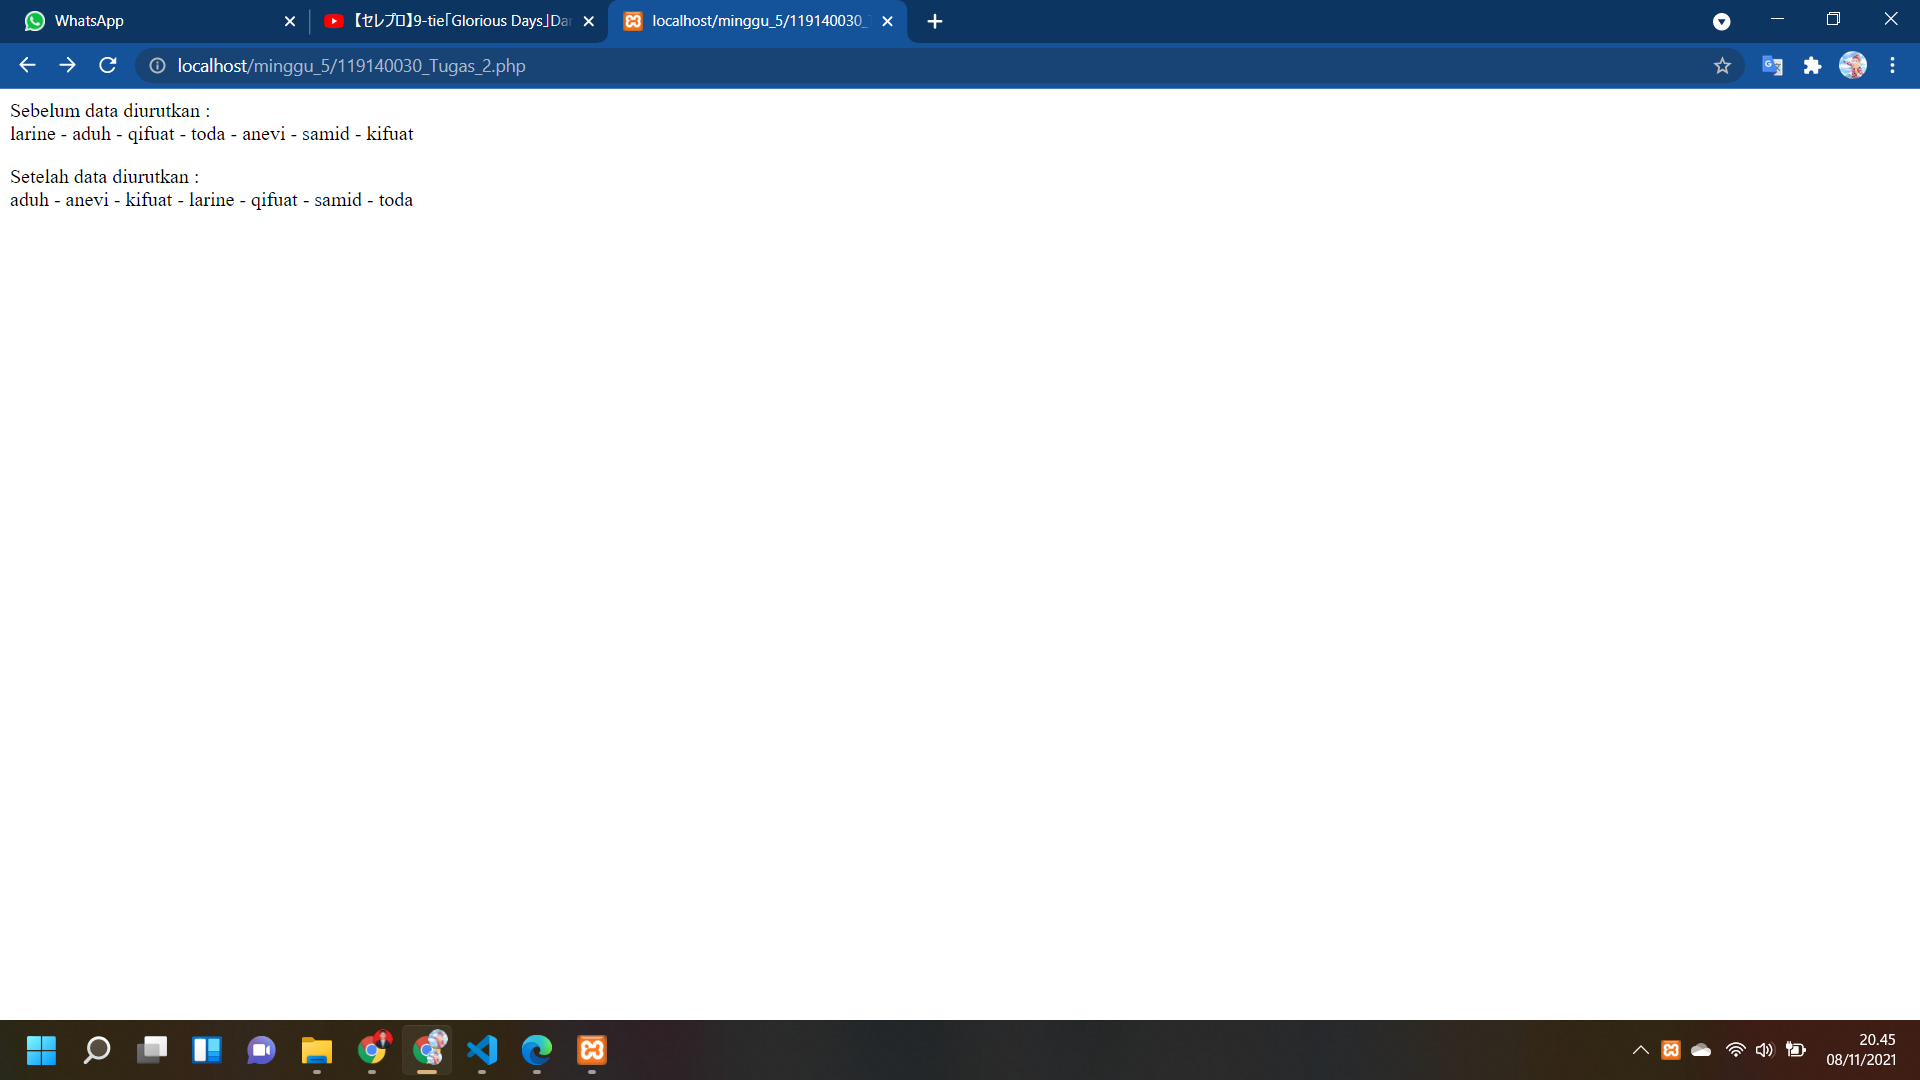 WhatsApp
【セレプロ】9-tie「Glorious Days」Dan
localhost/minggu_5/119140030_
localhost/minggu_5/119140030_Tugas_2.php
Sebelum data diurutkan :
larine - aduh - qifuat - toda - anevi - samid - kifuat
Setelah data diurutkan :
aduh - anevi - kifuat - larine - qifuat - samid - toda
20.45
08/11/2021